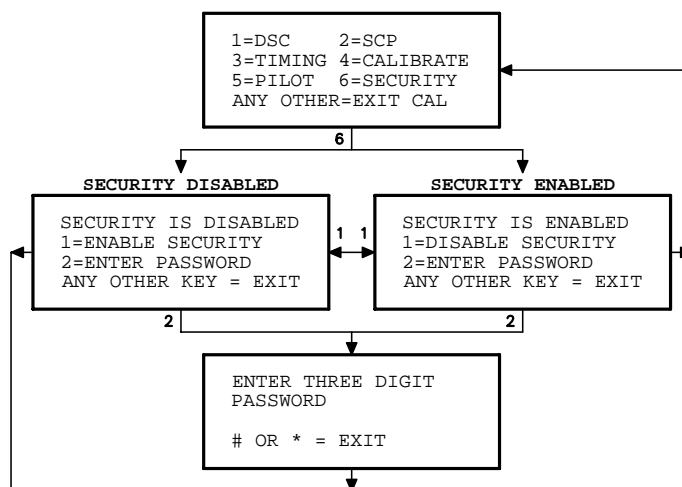 1=DSC 2=SCP
3=TIMING 4=CALIBRATE
5=PILOT 6=SECURITY
ANY OTHER=EXIT CAL
6
SECURITY DISABLED
SECURITY IS DISABLED
1=ENABLE SECURITY
2=ENTER PASSWORD
ANY OTHER KEY = EXIT
1 1
SECURITY ENABLED
SECURITY IS ENABLED
1=DISABLE SECURITY
2=ENTER PASSWORD
ANY OTHER KEY = EXIT
2
2
ENTER THREE DIGIT
PASSWORD
# OR * = EXIT